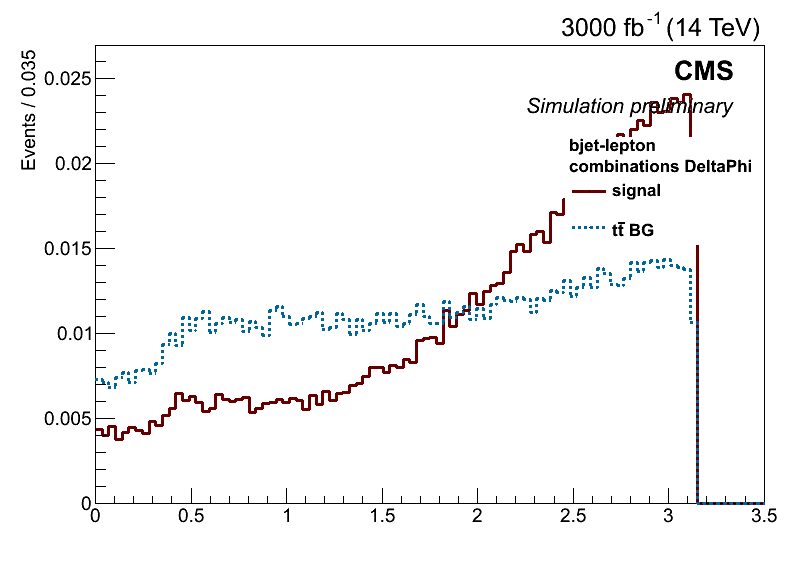 3000 fb-1 (14 TeV)
CMS
Simulation preliminary
Events / 0.035
bjet-lepton
combinations DeltaPhi
signal
tt̄ BG
0.025
0.02
0.015
0.01
0.005
0
0 0.5 1 1.5 2 2.5 3 3.5